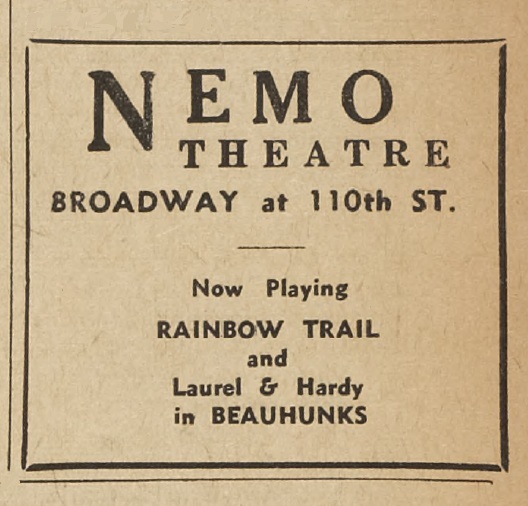 NEMO
THEATRE
BROADWAY at 110th ST.
Now Playing
RAINBOW TRAIL
and
Laurel & Hardy
in BEAUHUNKS